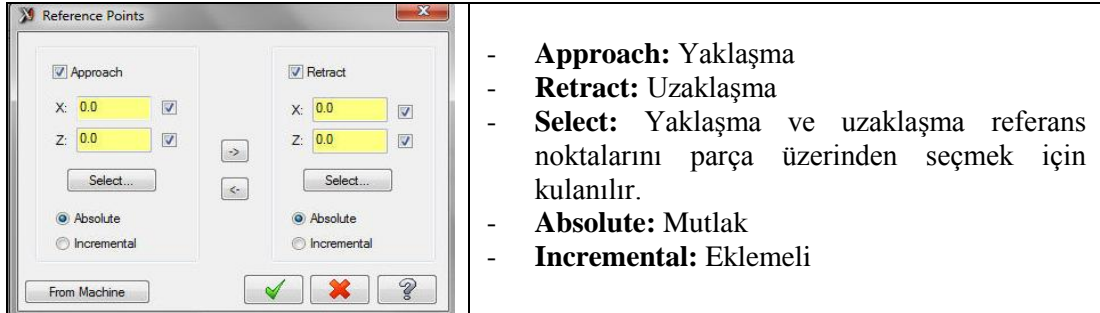 Reference Points
Approach
X: 0.0
Z: 0.0
Select...
Absolute
Incremental
->
<-
Retract
X: 0.0
Z: 0.0
Select...
Absolute
Incremental
From Machine
- Approach: Yaklaşma
- Retract: Uzaklaşma
- Select: Yaklaşma ve uzaklaşma referans
noktalarını parça üzerinden seçmek için
kulanılır.
- Absolute: Mutlak
- Incremental: Eklemeli